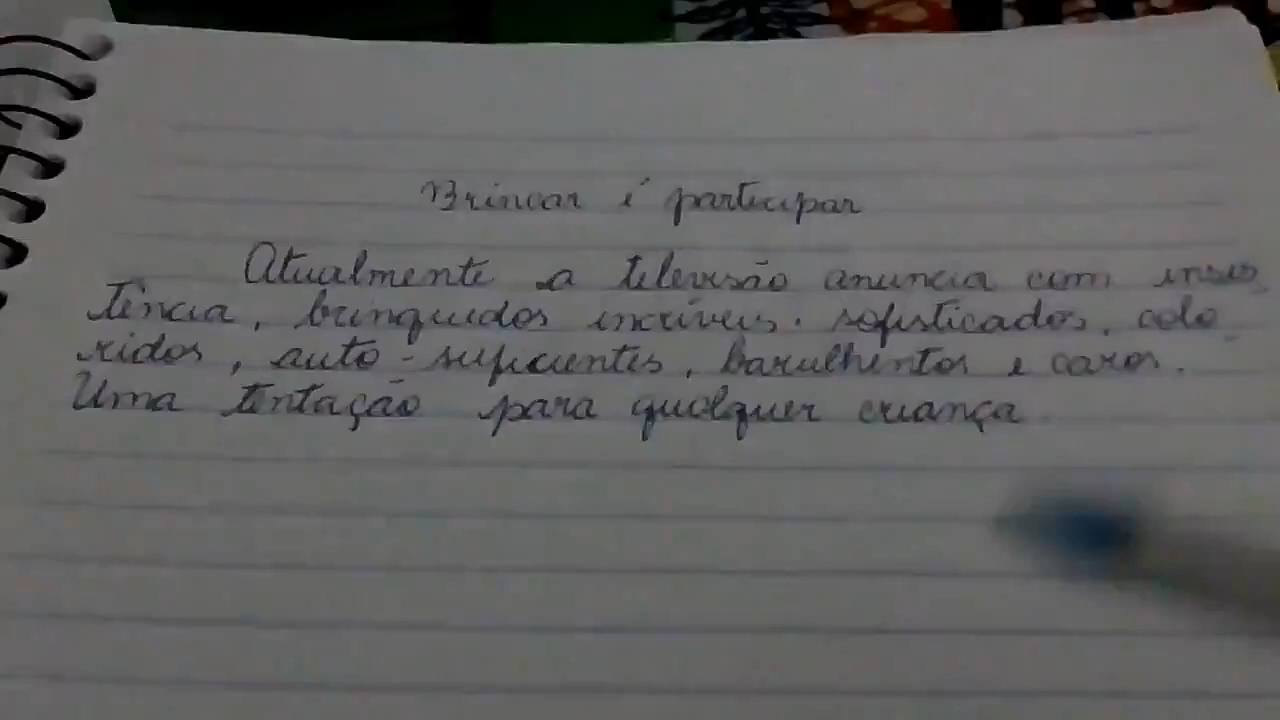 Brincar é participar
Atualmente a televisão anuncia com insis
tência, brinquedos incríveis. sofisticados, colo
ridos, auto-suficientes, barulhentos e caros.
Uma tentação para qualquer criança